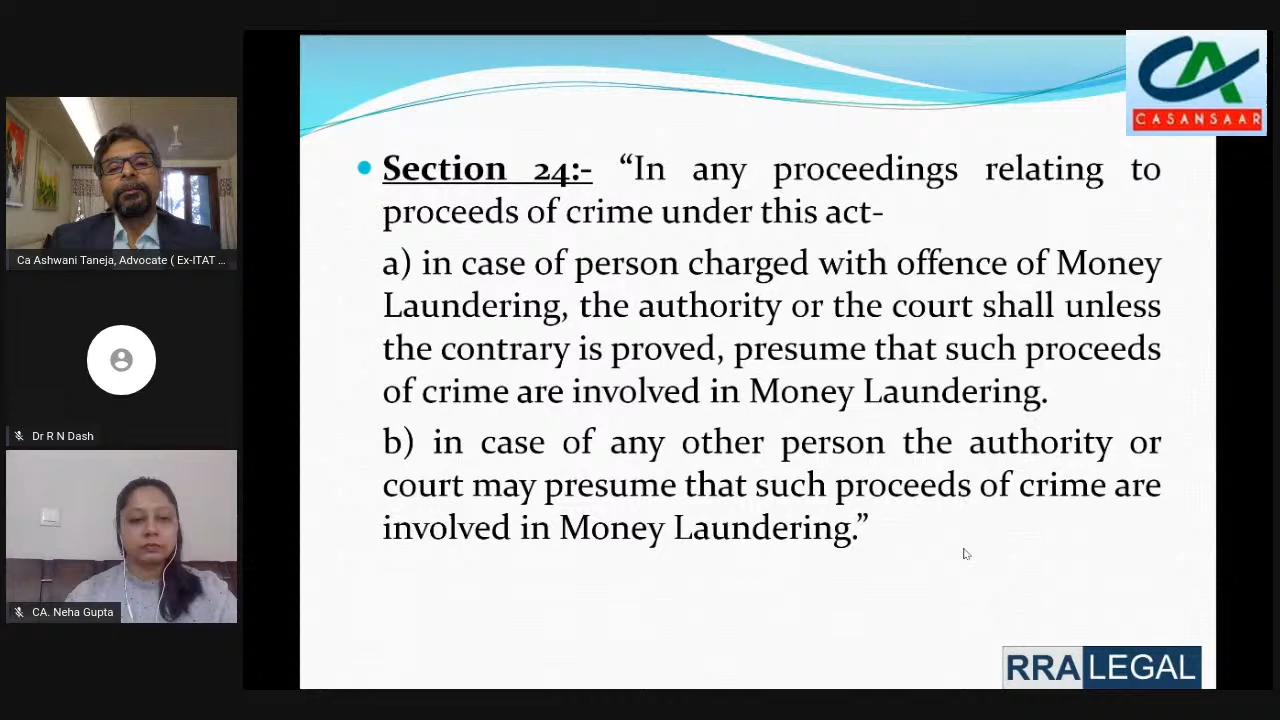 CA
CASANSAAR
Section 24:- “In any proceedings relating to
proceeds of crime under this act-
a) in case of person charged with offence of Money
Laundering, the authority or the court shall unless
the contrary is proved, presume that such proceeds
of crime are involved in Money Laundering.
b) in case of any other person the authority or
court may presume that such proceeds of crime are
involved in Money Laundering.”
RRA LEGAL
Ca Ashwani Taneja, Advocate ( Ex-ITAT ...
Dr R N Dash
CA. Neha Gupta